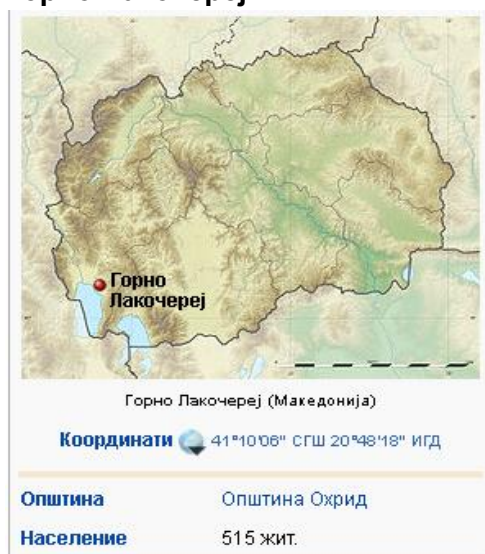 Горно
Лакочереј
Горно Лакочереј (Македонија)
Координати 41°10′06″ СГШ 20°48′18″ ИГД
Општина Општина Охрид
Население 515 жит.